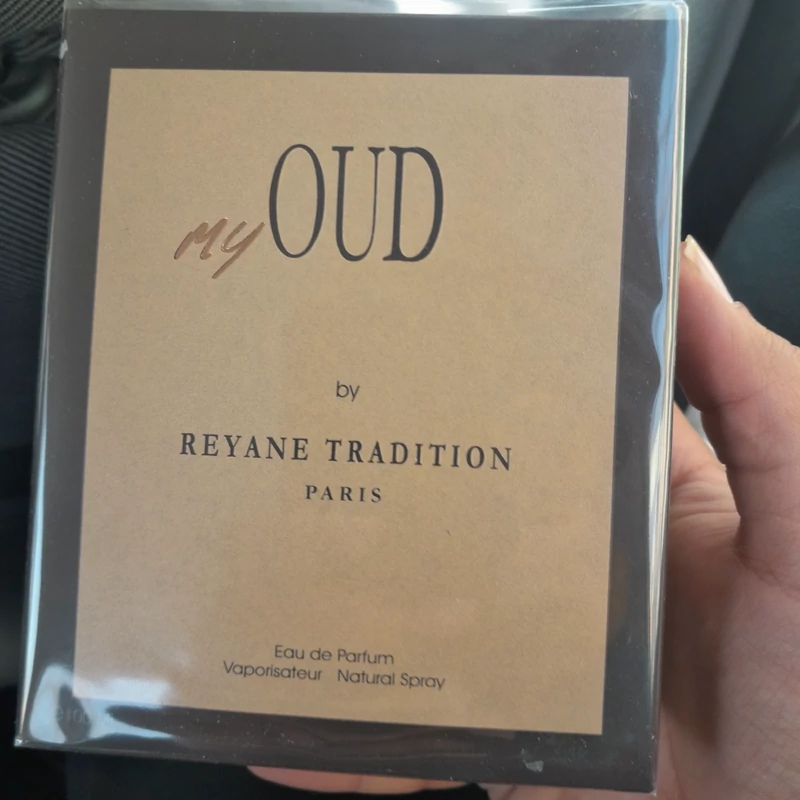 my OUD
by
REYANE TRADITION
PARIS
Eau de Parfum
Vaporisateur Natural Spray